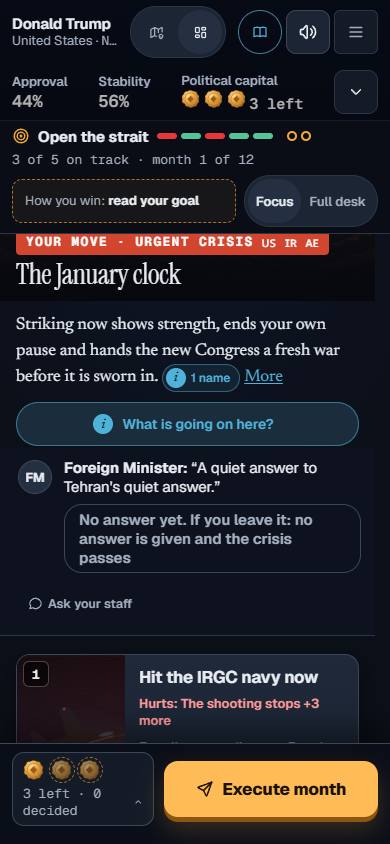 Donald Trump
United States · N...
Approval
44%
Stability
56%
Political capital
3 left
Open the strait
3 of 5 on track · month 1 of 12
How you win: read your goal
Focus
Full desk
YOUR MOVE · URGENT CRISIS US IR AE
The January clock
Striking now shows strength, ends your own
pause and hands the new Congress a fresh war
before it is sworn in. i 1 name More
i What is going on here?
FM
Foreign Minister: “A quiet answer to
Tehran's quiet answer.”
No answer yet. If you leave it: no
answer is given and the crisis
passes
Ask your staff
1
Hit the IRGC navy now
Hurts: The shooting stops +3
more
3 left · 0
decided
Execute month